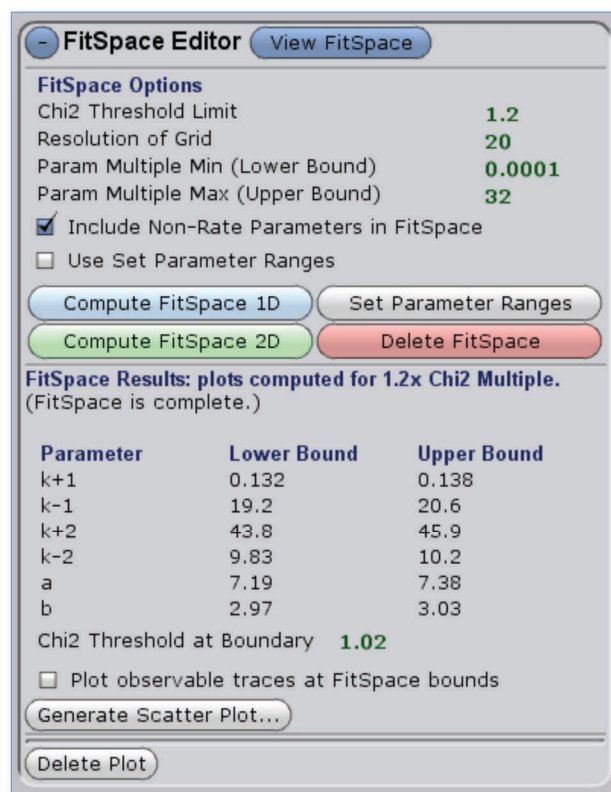 - FitSpace Editor View FitSpace
FitSpace Options
Chi2 Threshold Limit 1.2
Resolution of Grid 20
Param Multiple Min (Lower Bound) 0.0001
Param Multiple Max (Upper Bound) 32
Include Non-Rate Parameters in FitSpace
Use Set Parameter Ranges
Compute FitSpace 1D Set Parameter Ranges
Compute FitSpace 2D Delete FitSpace
FitSpace Results: plots computed for 1.2x Chi2 Multiple.
(FitSpace is complete.)
Parameter Lower Bound Upper Bound
k+1 0.132 0.138
k-1 19.2 20.6
k+2 43.8 45.9
k-2 9.83 10.2
a 7.19 7.38
b 2.97 3.03
Chi2 Threshold at Boundary 1.02
Plot observable traces at FitSpace bounds
Generate Scatter Plot...
Delete Plot